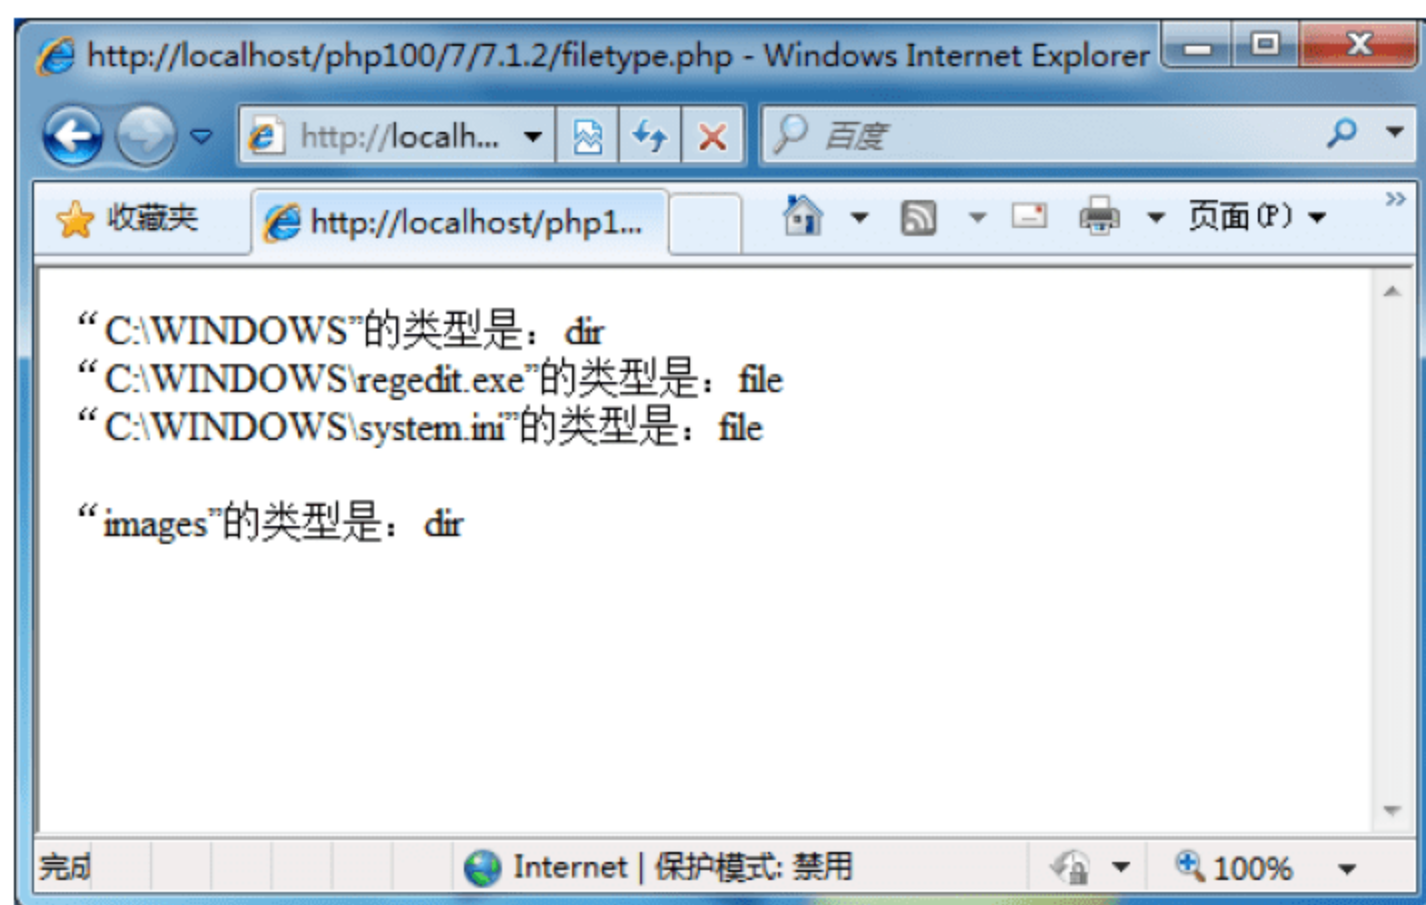 http://localhost/php100/7/7.1.2/filetype.php - Windows Internet Explorer
http://localh... 百度
收藏夹 http://localhost/php1... 页面(P)
“C:\WINDOWS”的类型是：dir
“C:\WINDOWS\regedit.exe”的类型是：file
“C:\WINDOWS\system.ini”的类型是：file
“images”的类型是：dir
完成 Internet | 保护模式: 禁用 100%